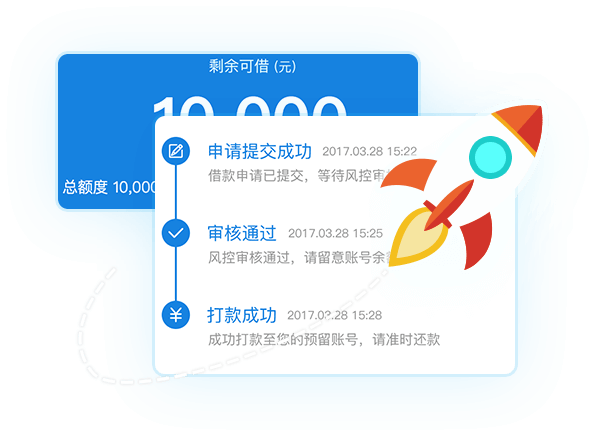 剩余可借 (元)
10,000
总额度 10,000
申请提交成功 2017.03.28 15:22
借款申请已提交，等待风控审
审核通过 2017.03.28 15:25
风控审核通过，请留意账号余
打款成功 2017.03.28 15:28
成功打款至您的预留账号，请准时还款